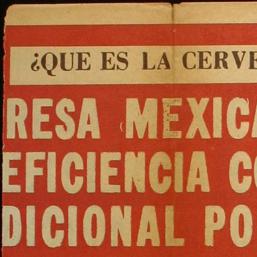 ¿QUE ES LA CERVE
RESA MEXICA
EFICIENCIA CO
DICIONAL PO